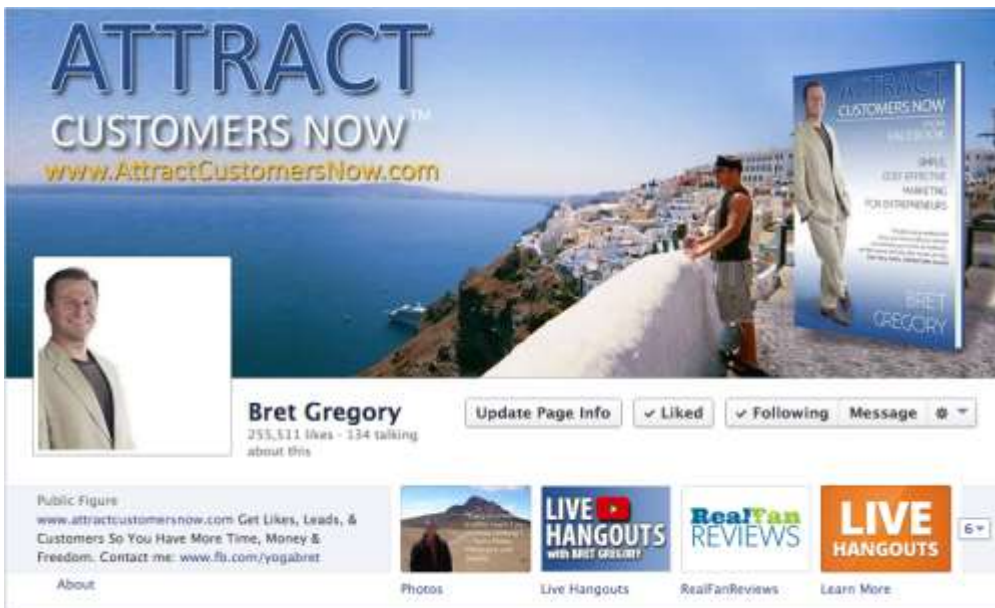 ATTRACT
CUSTOMERS NOW™
www.AttractCustomersNow.com
ATTRACT
CUSTOMERS NOW
FROM
FACEBOOK
SIMPLE,
COST EFFECTIVE
MARKETING
FOR ENTREPRENEURS
BRET
GREGORY
Bret Gregory
255,511 likes · 134 talking
about this
Update Page Info
✓ Liked
✓ Following
Message
Public Figure
www.attractcustomersnow.com Get Likes, Leads, &
Customers So You Have More Time, Money &
Freedom. Contact me: www.fb.com/yogabret
About
LIVE
HANGOUTS
with BRET GREGORY
RealFan
REVIEWS
LIVE
HANGOUTS
6
Photos
Live Hangouts
RealFanReviews
Learn More